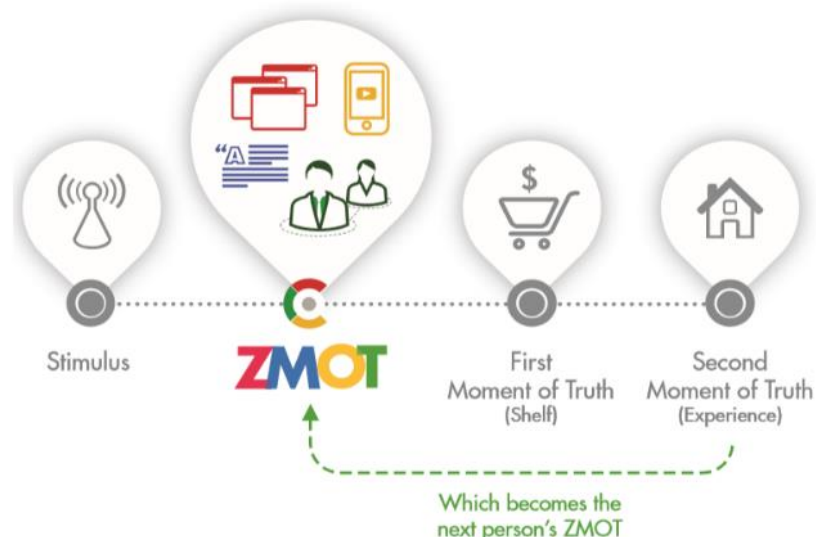 “A
$
Stimulus
ZMOT
First
Moment of Truth
(Shelf)
Second
Moment of Truth
(Experience)
Which becomes the
next person’s ZMOT